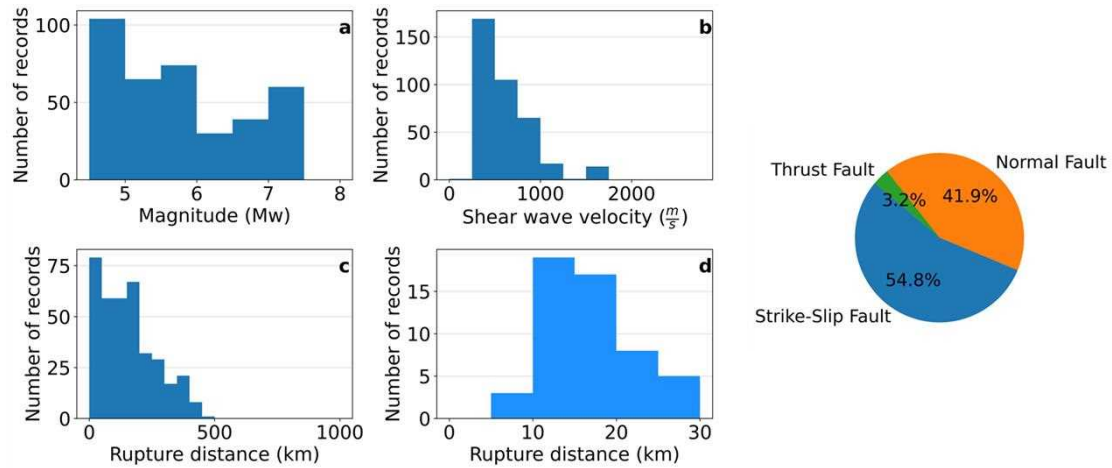 a
Number of records
100
50
0
5
6
7
8
Magnitude (Mw)
b
Number of records
150
100
50
0
0
1000
2000
Shear wave velocity (m/s)
c
Number of records
75
50
25
0
0
500
1000
Rupture distance (km)
d
Number of records
15
10
5
0
0
10
20
30
Rupture distance (km)
Thrust Fault
3.2%
Normal Fault
41.9%
54.8%
Strike-Slip Fault